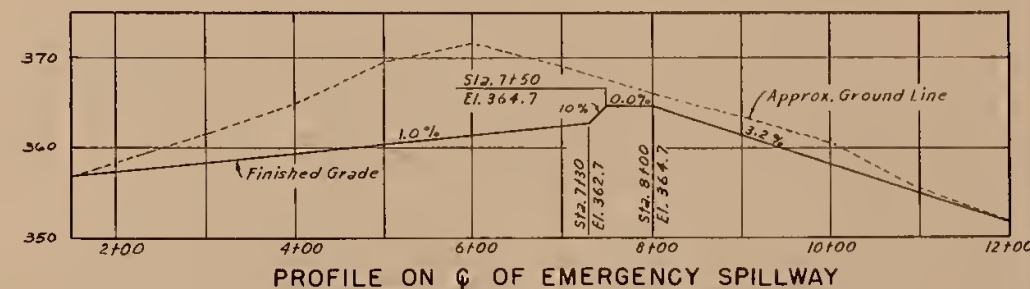 370
Sta. 7+50
El. 364.7
0.0%
10%
Approx. Ground Line
1.0%
3.2%
360
Finished Grade
Sta. 7+30
El. 362.7
Sta. 8+00
El. 364.7
350
2+00 4+00 6+00 8+00 10+00 12+00
PROFILE ON ℄ OF EMERGENCY SPILLWAY